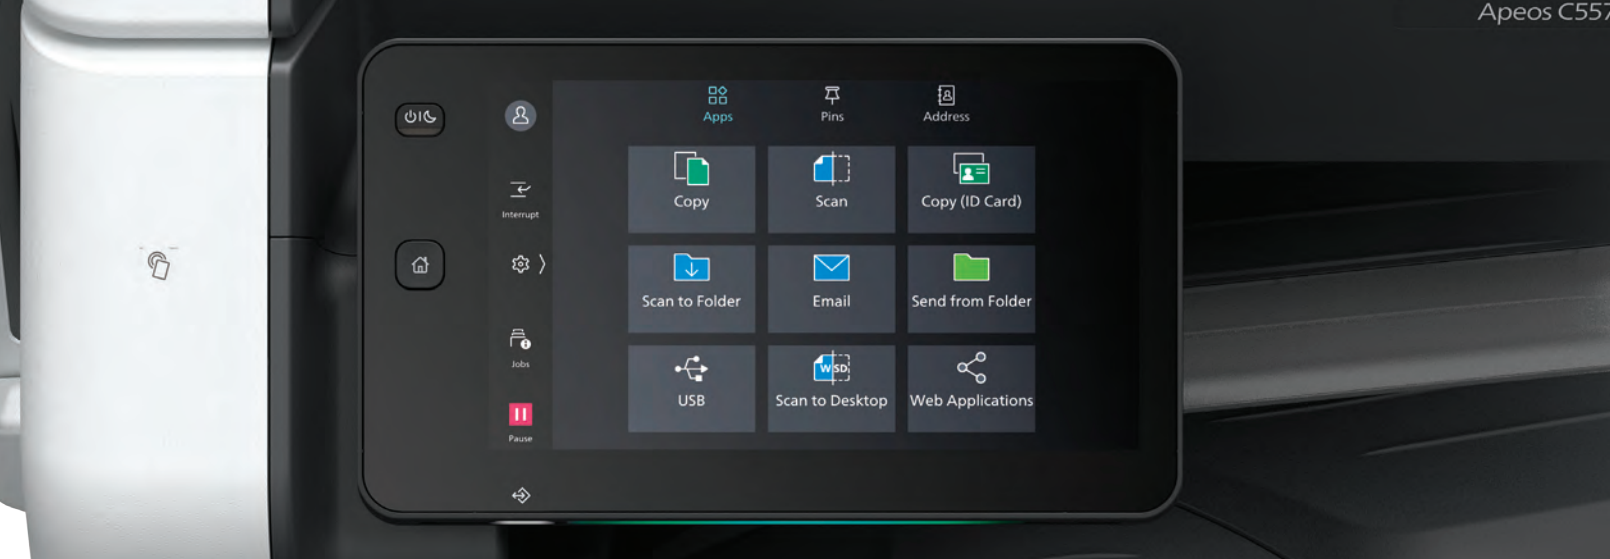 Apeos C557
Apps
Pins
Address
Interrupt
Copy
Scan
Copy (ID Card)
Scan to Folder
Email
Send from Folder
Jobs
WSD
USB
Scan to Desktop
Web Applications
Pause